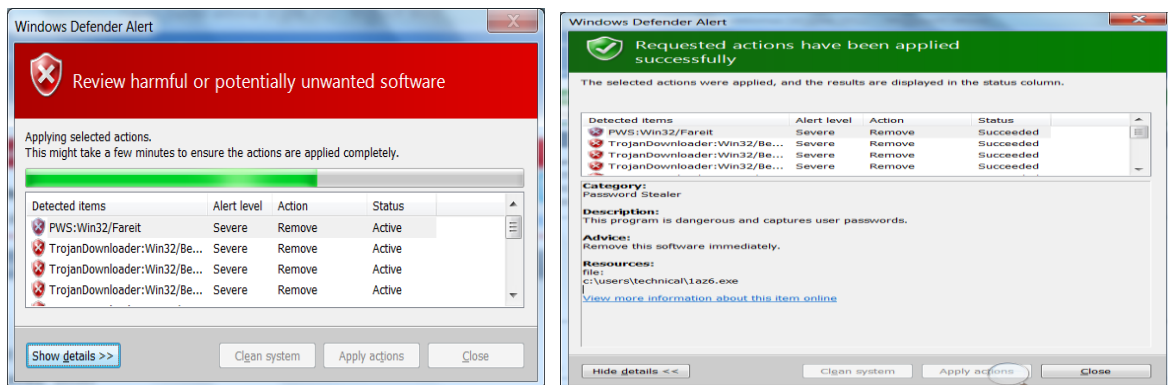 Windows Defender Alert
X
Review harmful or potentially unwanted software
Applying selected actions.
This might take a few minutes to ensure the actions are applied completely.
Detected items Alert level Action Status
PWS:Win32/Fareit Severe Remove Active
TrojanDownloader:Win32/Be... Severe Remove Active
TrojanDownloader:Win32/Be... Severe Remove Active
TrojanDownloader:Win32/Be... Severe Remove Active
Show details >> Clean system Apply actions Close
Windows Defender Alert
X
Requested actions have been applied
successfully
The selected actions were applied, and the results are displayed in the status column.
Detected items Alert level Action Status
PWS:Win32/Fareit Severe Remove Succeeded
TrojanDownloader:Win32/Be... Severe Remove Succeeded
TrojanDownloader:Win32/Be... Severe Remove Succeeded
TrojanDownloader:Win32/Be... Severe Remove Succeeded
Category:
Password Stealer
Description:
This program is dangerous and captures user passwords.
Advice:
Remove this software immediately.
Resources:
file:
c:\users\technical\1az6.exe
View more information about this item online
Hide details << Clean system Apply actions Close